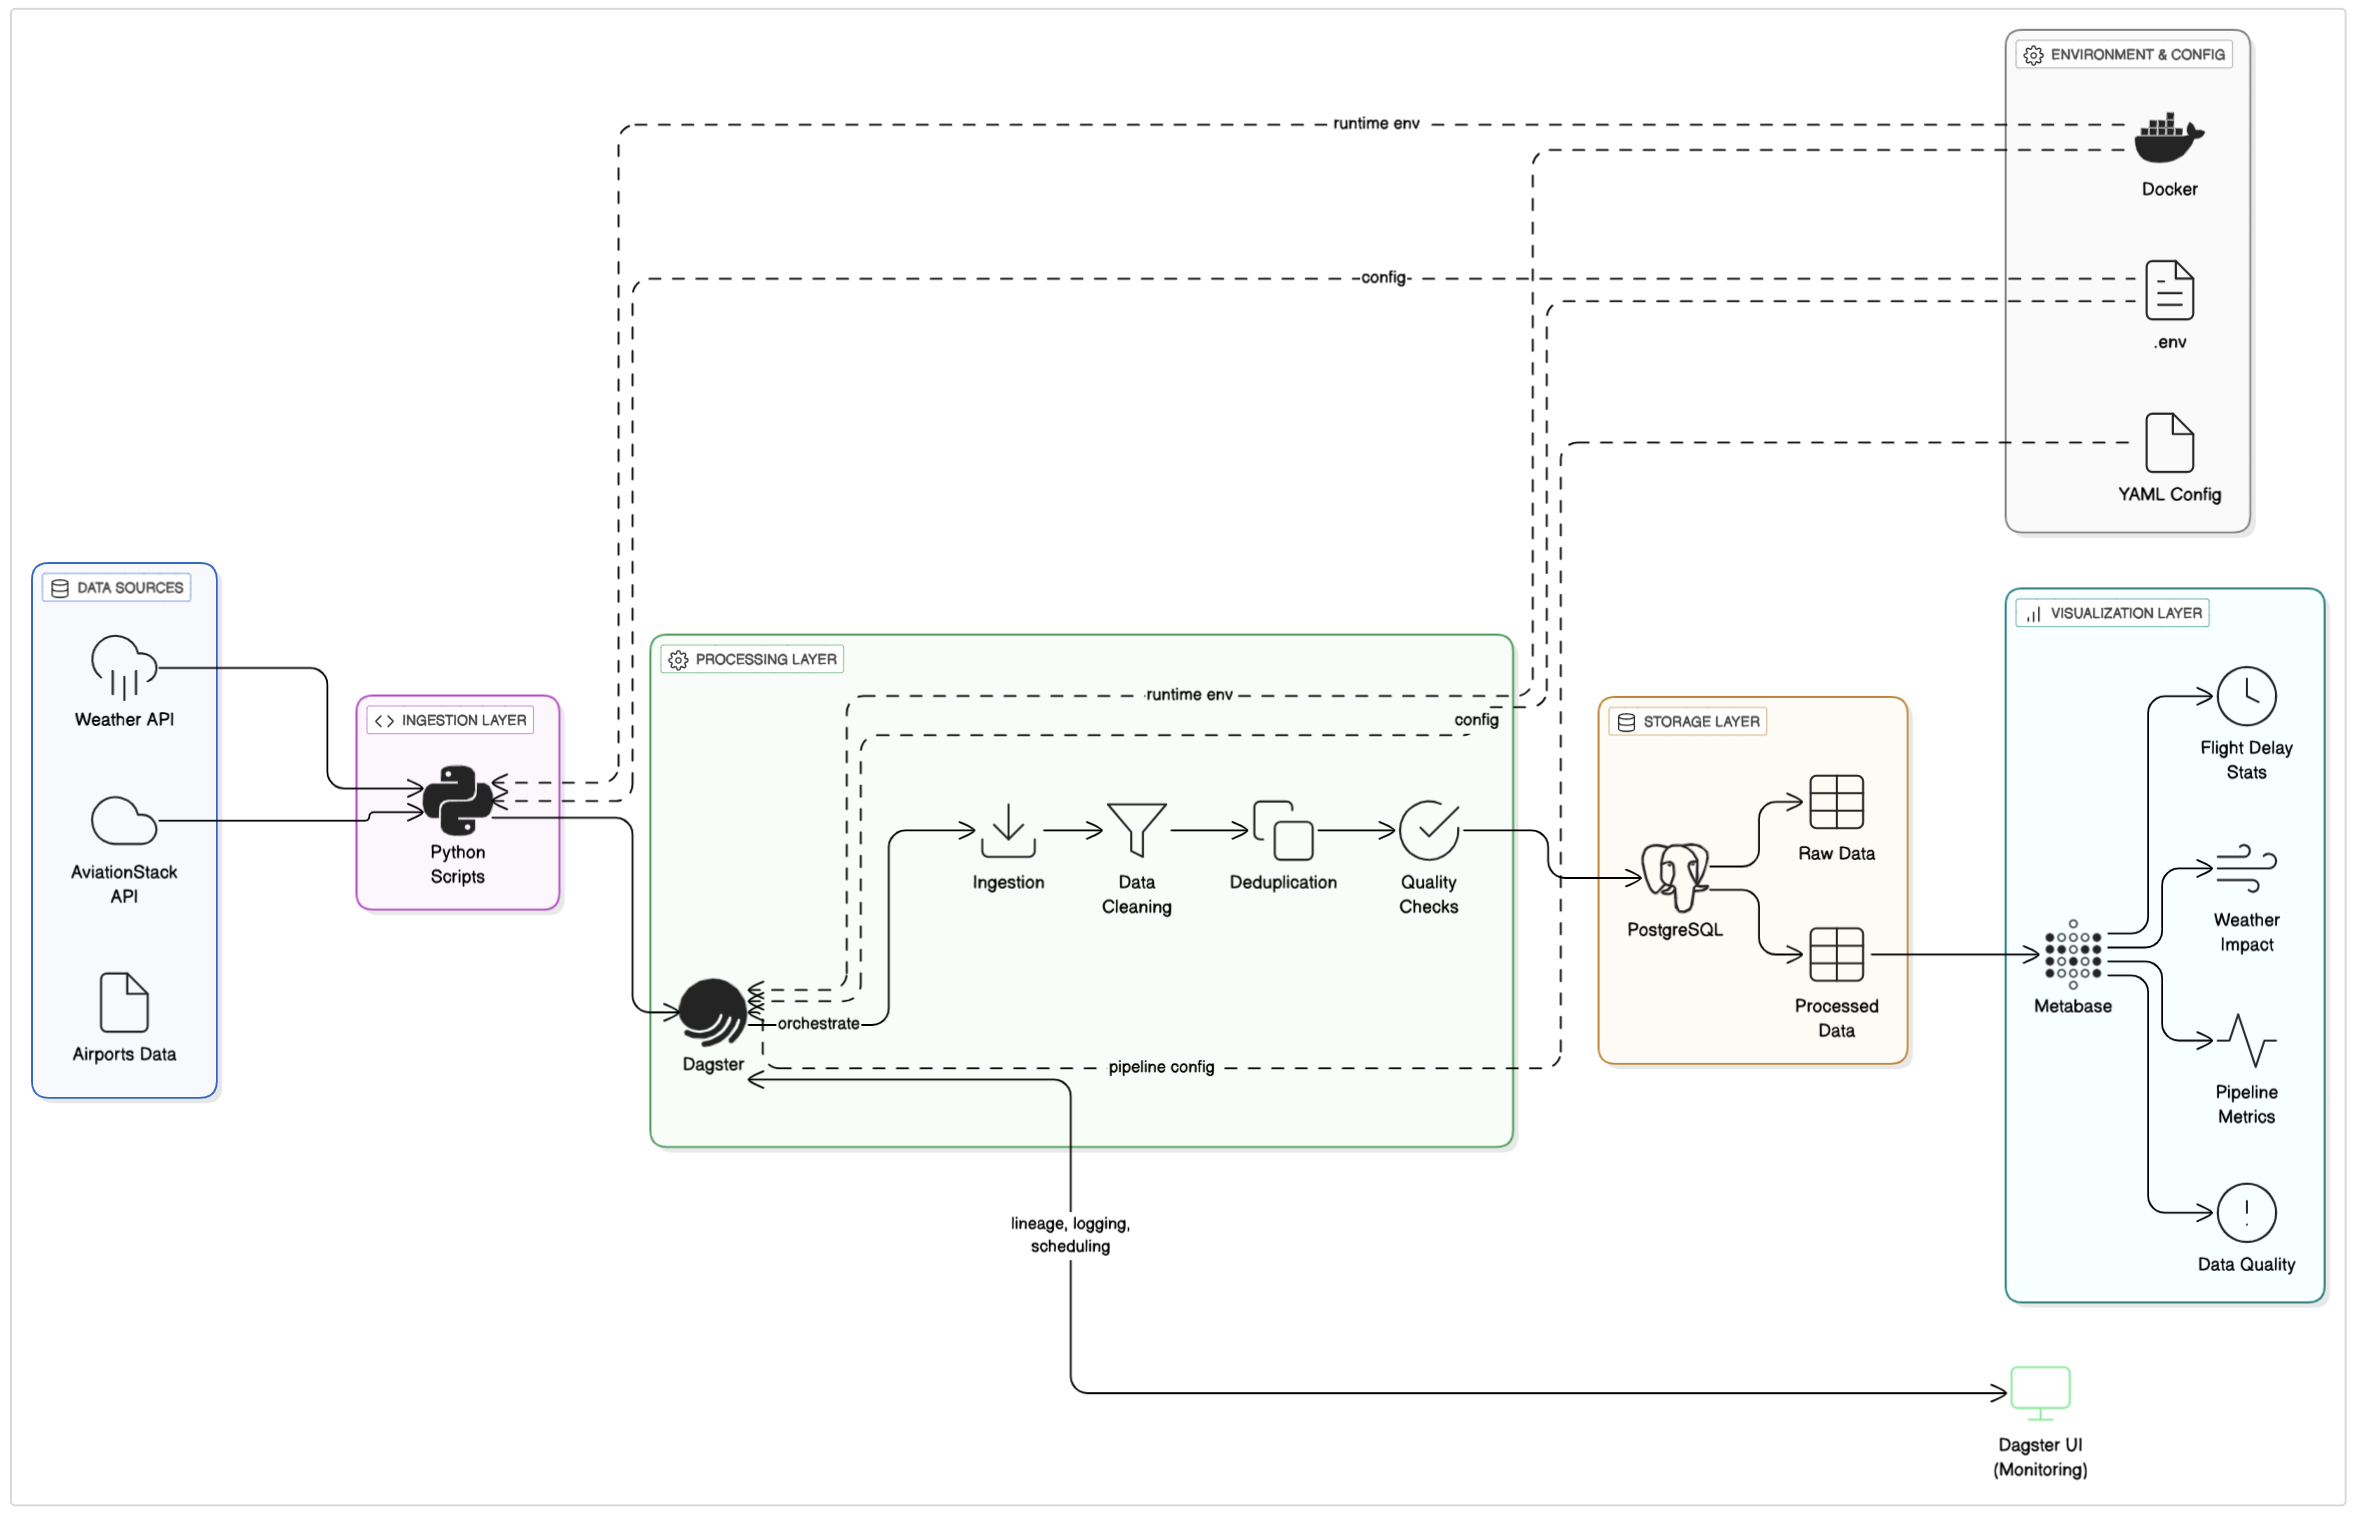 ENVIRONMENT & CONFIG
runtime env
Docker
config
.env
YAML Config
DATA SOURCES
Weather API
AviationStack
API
Airports Data
INGESTION LAYER
Python
Scripts
PROCESSING LAYER
runtime env
config
Ingestion
Data
Cleaning
Deduplication
Quality
Checks
orchestrate
Dagster
pipeline config
lineage, logging,
scheduling
STORAGE LAYER
PostgreSQL
Raw Data
Processed
Data
VISUALIZATION LAYER
Metabase
Flight Delay
Stats
Weather
Impact
Pipeline
Metrics
Data Quality
Dagster UI
(Monitoring)